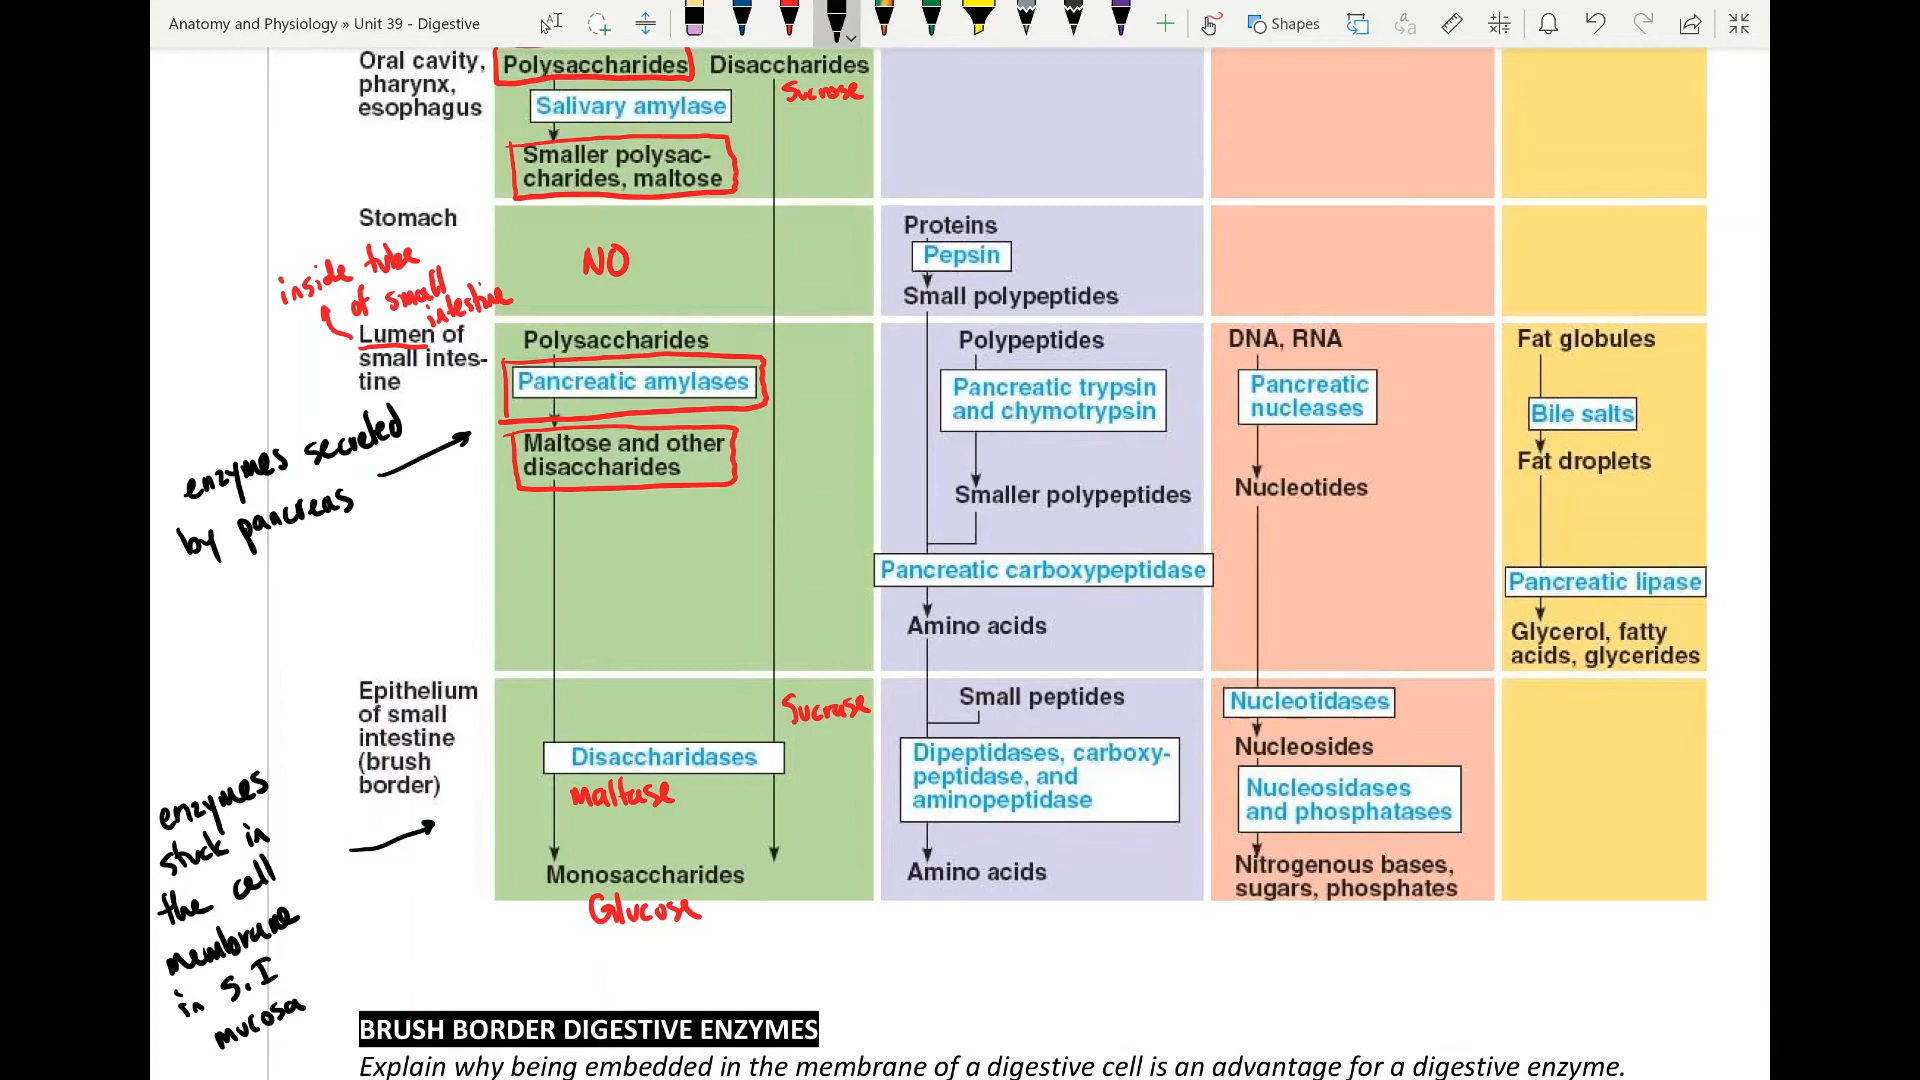 Anatomy and Physiology » Unit 39 - Digestive
Shapes
Oral cavity,
pharynx,
esophagus
Polysaccharides
Disaccharides
Sucrose
Salivary amylase
Smaller polysac-
charides, maltose
Stomach
NO
Proteins
Pepsin
Small polypeptides
inside tube
of small
intestine
Lumen of
small intes-
tine
Polysaccharides
Pancreatic amylases
Maltose and other
disaccharides
Polypeptides
Pancreatic trypsin
and chymotrypsin
Smaller polypeptides
Pancreatic carboxypeptidase
Amino acids
DNA, RNA
Pancreatic
nucleases
Nucleotides
Fat globules
Bile salts
Fat droplets
Pancreatic lipase
Glycerol, fatty
acids, glycerides
enzymes secreted
by pancreas
Epithelium
of small
intestine
(brush
border)
Sucrase
Disaccharidases
maltase
Monosaccharides
Glucose
Small peptides
Dipeptidases, carboxy-
peptidase, and
aminopeptidase
Amino acids
Nucleotidases
Nucleosides
Nucleosidases
and phosphatases
Nitrogenous bases,
sugars, phosphates
enzymes
stuck in
the cell
membrane
in S.I
mucosa
BRUSH BORDER DIGESTIVE ENZYMES
Explain why being embedded in the membrane of a digestive cell is an advantage for a digestive enzyme.